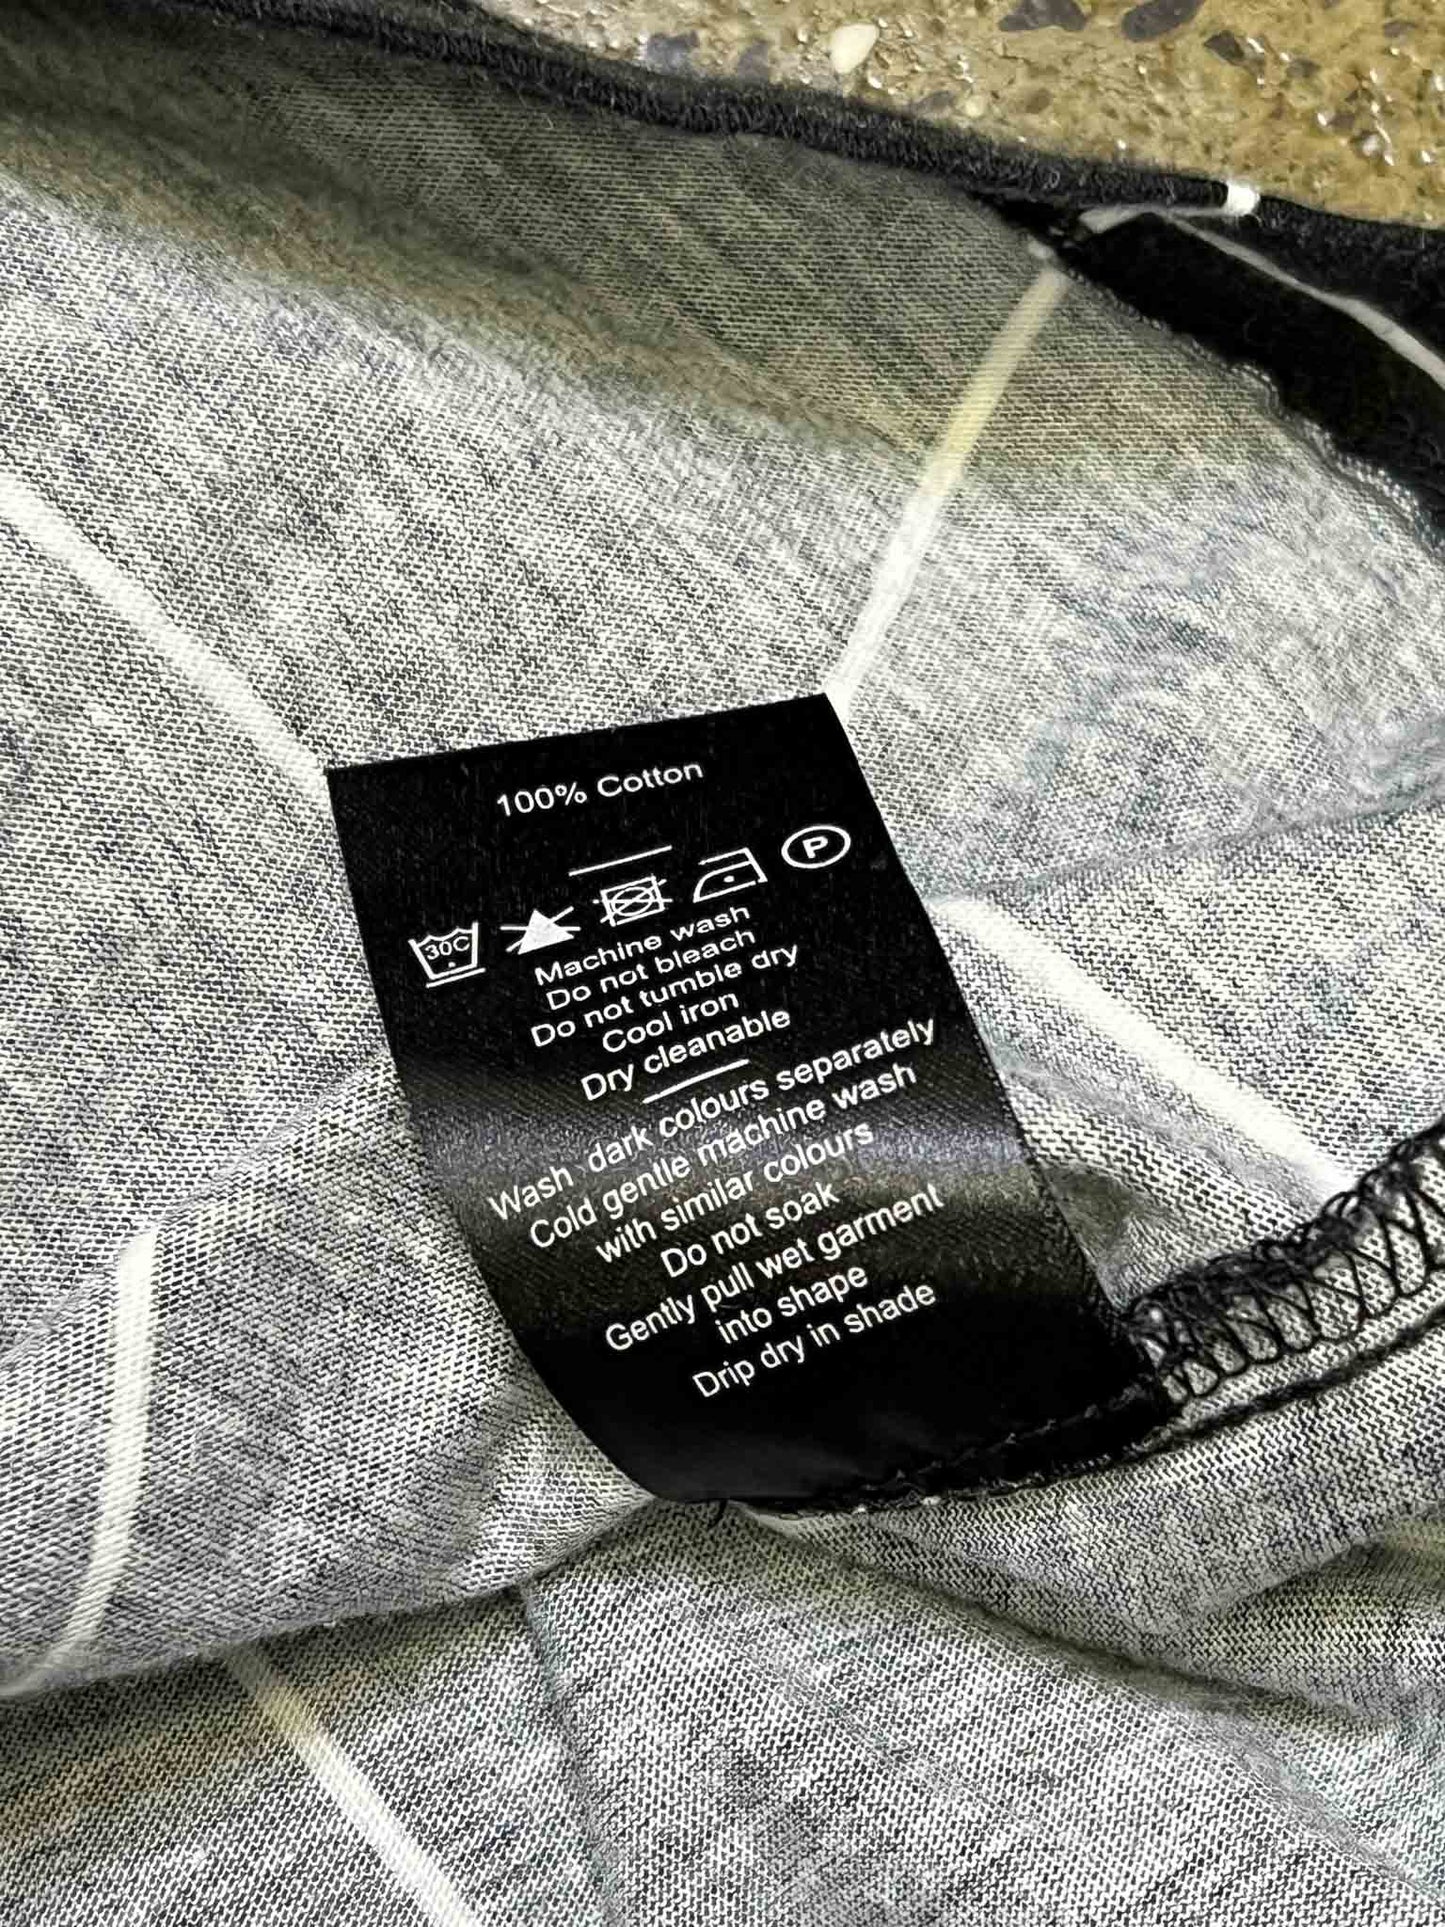 100% Cotton
30C
P
Machine wash
Do not bleach
Do not tumble dry
Cool iron
Dry cleanable
Wash dark colours separately
Cold gentle machine wash
with similar colours
Do not soak
Gently pull wet garment
into shape
Drip dry in shade